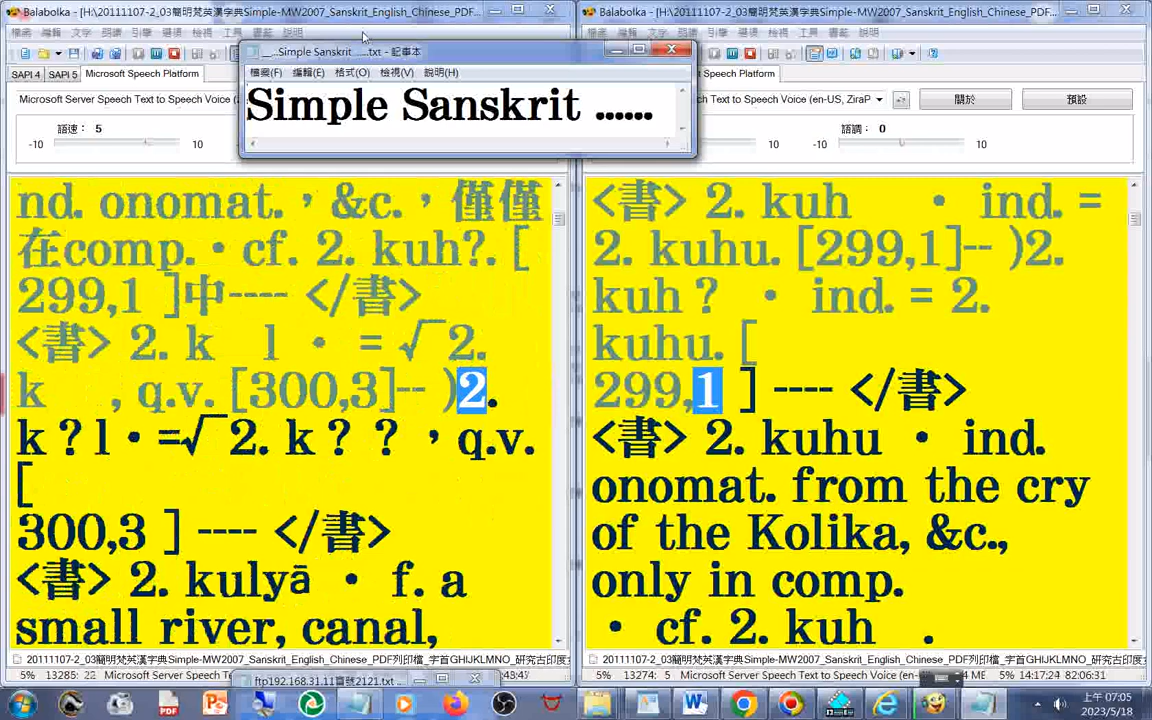 Balabolka - [H:\20111107-2_03簡明梵英漢字典Simple-MW2007_Sanskrit_English_Chinese_PDF
Balabolka - [H:\20111107-2_03簡明梵英漢字典Simple-MW2007_Sanskrit_English_Chinese_PDF
__...Simple Sanskrit ......txt - 記事本
檔案(F) 編輯(E) 格式(O) 檢視(V) 說明(H)
Simple Sanskrit ......
SAPI 4 SAPI 5 Microsoft Speech Platform
Speech Platform
Microsoft Server Speech Text to Speech Voice
h Text to Speech Voice (en-US, ZiraP
關於
預設
語速: 5
-10
10
10
語調: 0
-10
10
nd. onomat.，&c.，僅僅
在comp.•cf. 2. kuh?. [
299,1 ]中---- </書>
<書> 2. k l • =√2.
k , q.v. [300,3]-- )2.
k ? l•=√2. k ? ? ，q.v.
[
300,3 ] ---- </書>
<書> 2. kulyā • f. a
small river, canal,
<書> 2. kuh • ind. =
2. kuhu. [299,1]-- )2.
kuh ? • ind. = 2.
kuhu. [
299,1 ] ---- </書>
<書> 2. kuhu • ind.
onomat. from the cry
of the Kolika, &c.,
only in comp.
• cf. 2. kuh .
20111107-2_03簡明梵英漢字典Simple-MW2007_Sanskrit_English_Chinese_PDF列印檔_字首GHIJKLMNO_研究古印度
20111107-2_03簡明梵英漢字典Simple-MW2007_Sanskrit_English_Chinese_PDF列印檔_字首GHIJKLMNO_研究古印度
5% 13285: 22 Microsoft S
ftp192.168.31.11盲號2121.txt ...
48:47
5% 13274: 5 Microsoft Server Speech Text to Speech Voice (en-
14:17:24 82:06:31
上午 07:05
2023/5/18